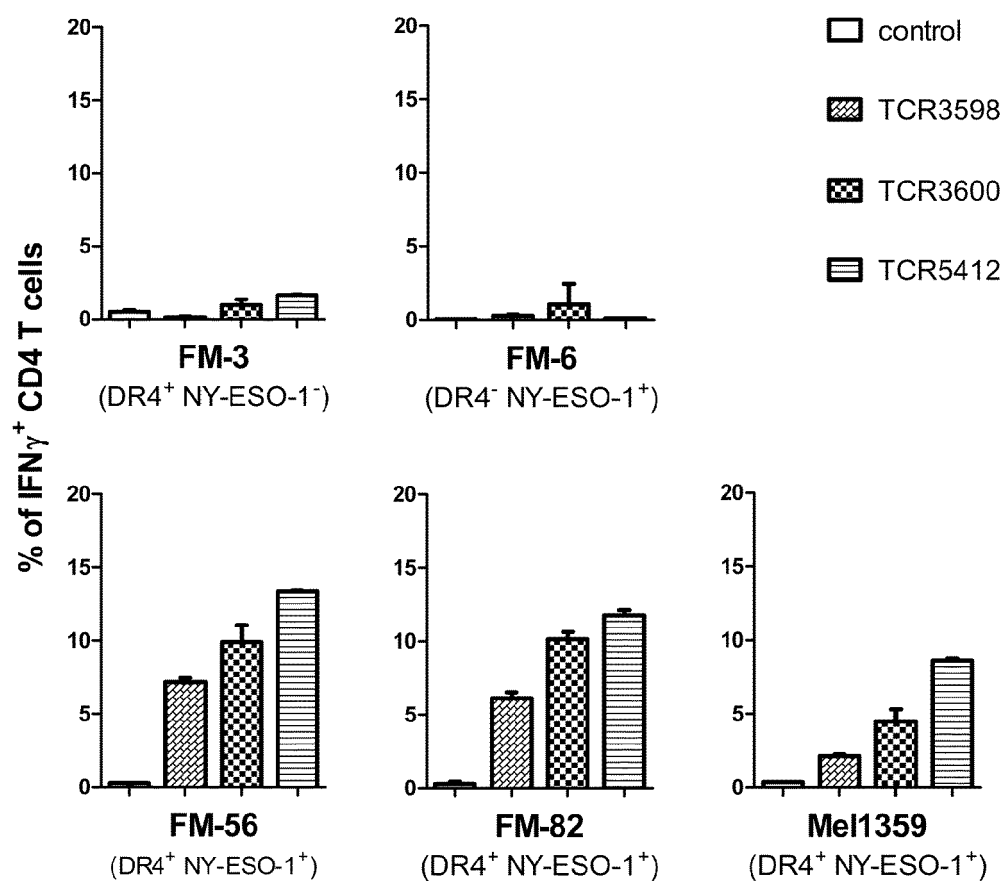 % of IFNγ⁺ CD4 T cells
20
15
10
5
0
FM-3
(DR4⁺ NY-ESO-1⁻)
20
15
10
5
0
FM-6
(DR4⁻ NY-ESO-1⁺)
control
TCR3598
TCR3600
TCR5412
20
15
10
5
0
FM-56
(DR4⁺ NY-ESO-1⁺)
20
15
10
5
0
FM-82
(DR4⁺ NY-ESO-1⁺)
20
15
10
5
0
Mel1359
(DR4⁺ NY-ESO-1⁺)